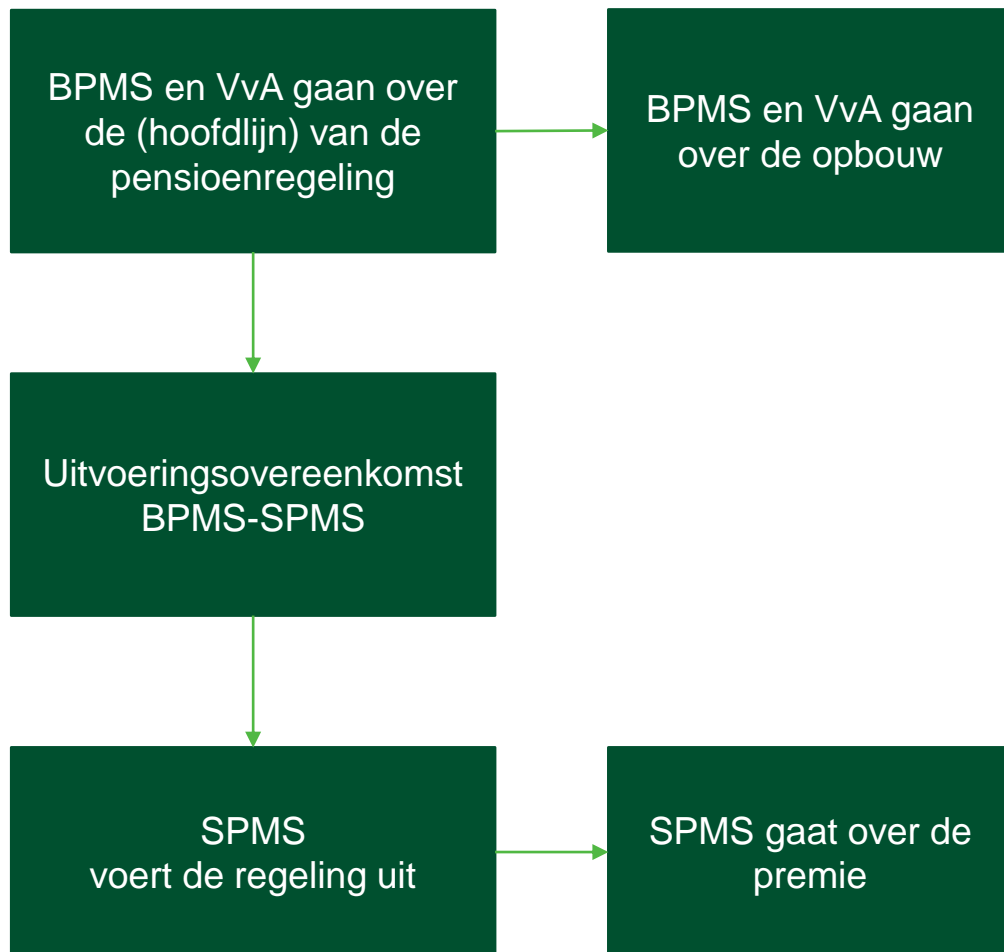 BPMS en VvA gaan over
de (hoofdlijn) van de
pensioenregeling
BPMS en VvA gaan
over de opbouw
Uitvoeringsovereenkomst
BPMS-SPMS
SPMS
voert de regeling uit
SPMS gaat over de
premie